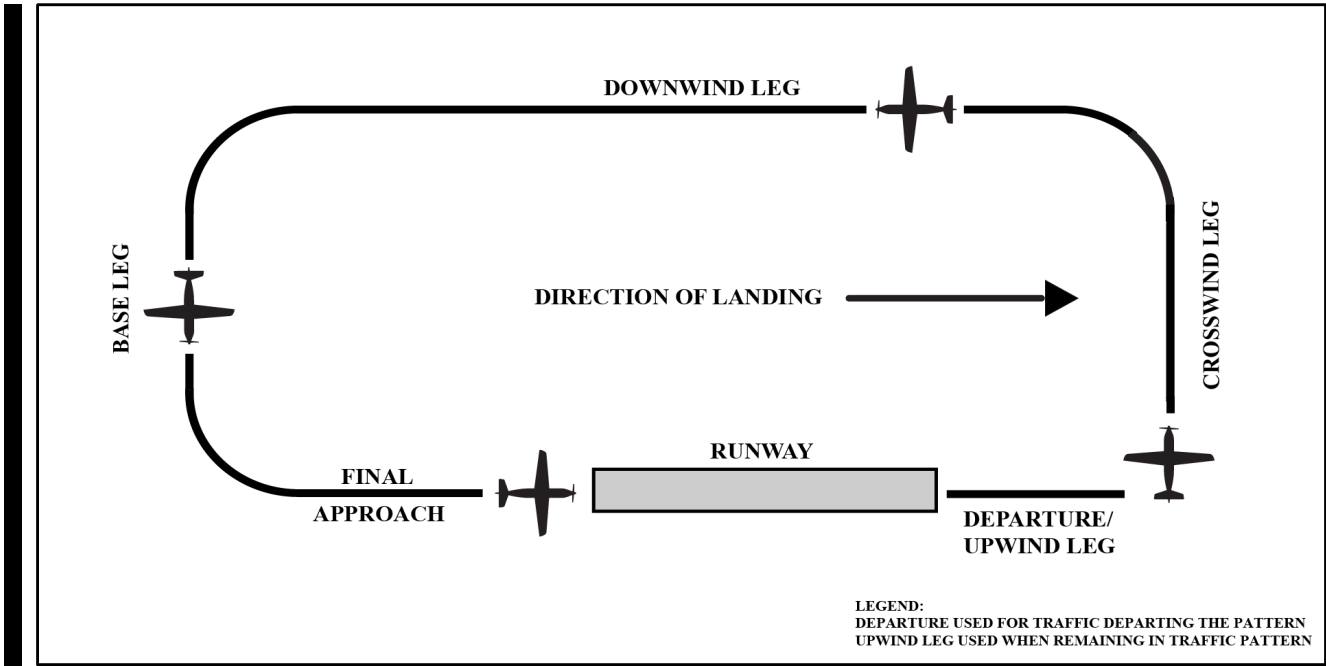 DOWNWIND LEG
BASE LEG
DIRECTION OF LANDING
CROSSWIND LEG
RUNWAY
FINAL
APPROACH
DEPARTURE/
UPWIND LEG
LEGEND:
DEPARTURE USED FOR TRAFFIC DEPARTING THE PATTERN
UPWIND LEG USED WHEN REMAINING IN TRAFFIC PATTERN